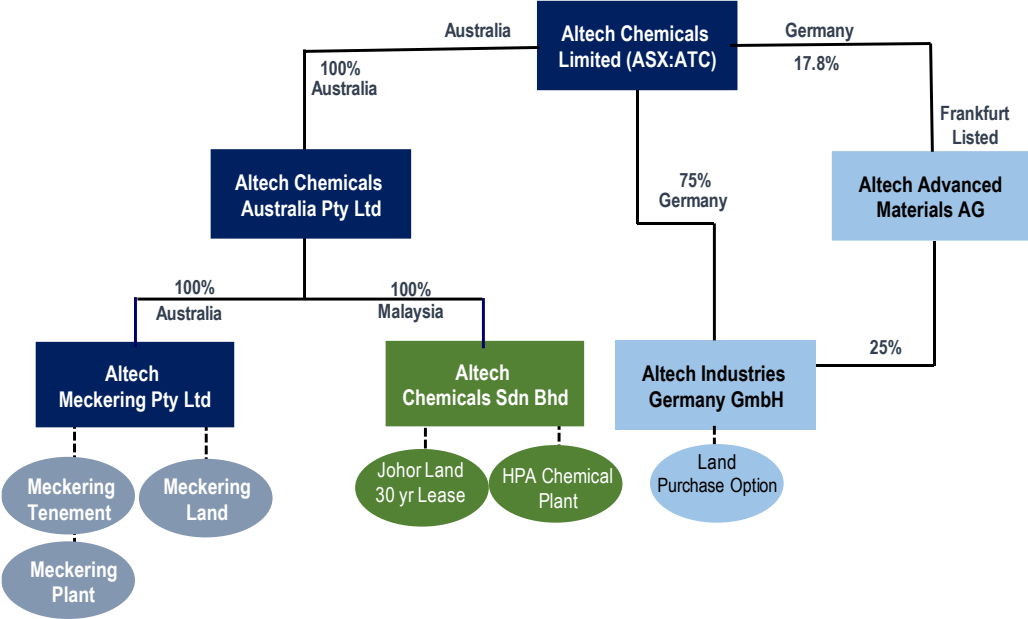 Australia
Altech Chemicals
Limited (ASX:ATC)
Germany
17.8%
100%
Australia
Frankfurt
Listed
Altech Chemicals
Australia Pty Ltd
75%
Germany
Altech Advanced
Materials AG
100%
Australia
100%
Malaysia
Altech
Meckering Pty Ltd
Altech
Chemicals Sdn Bhd
Altech Industries
Germany GmbH
25%
Meckering
Tenement
Meckering
Land
Johor Land
30 yr Lease
HPA Chemical
Plant
Land
Purchase Option
Meckering
Plant